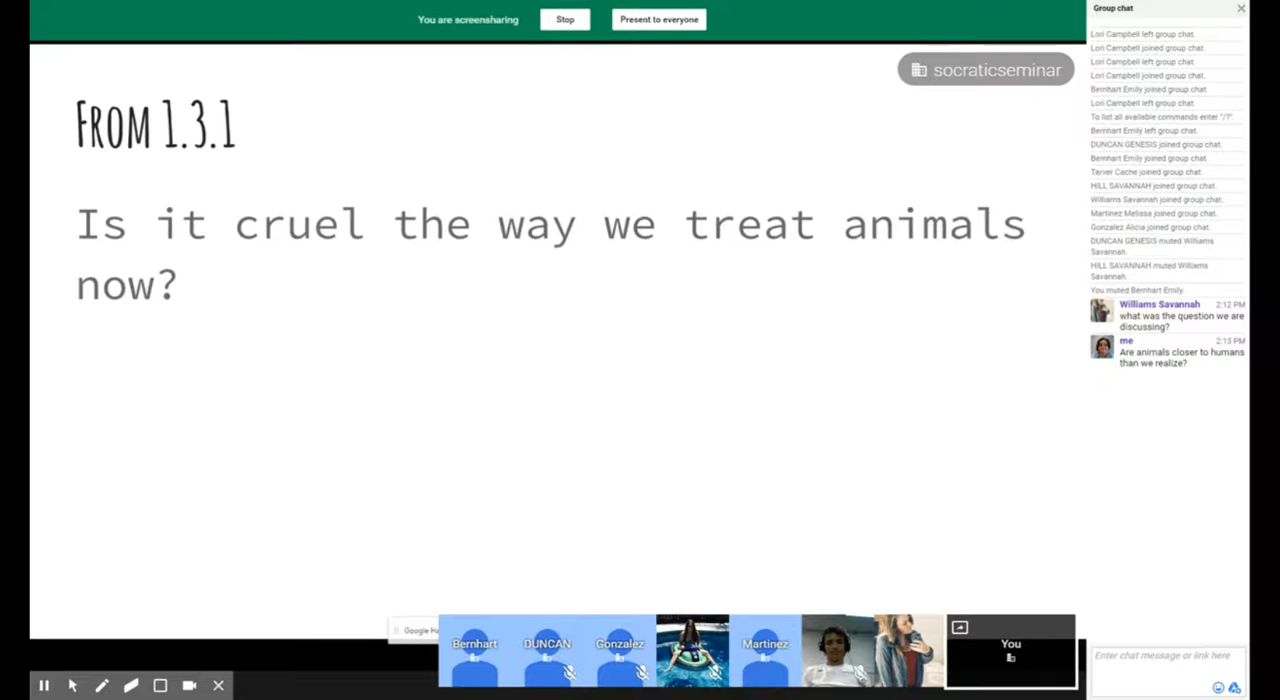 You are screensharing
Stop
Present to everyone
socraticseminar
From 1.3.1
Is it cruel the way we treat animals
now?
Group chat
Lori Campbell left group chat.
Lori Campbell joined group chat.
Lori Campbell left group chat.
Lori Campbell joined group chat.
Bernhart Emily joined group chat.
Lori Campbell left group chat.
To list all available commands enter "/?".
Bernhart Emily left group chat.
DUNCAN GENESIS joined group chat.
Bernhart Emily joined group chat.
Tarver Cache joined group chat.
HILL SAVANNAH joined group chat.
Williams Savannah joined group chat.
Martinez Melissa joined group chat.
Gonzalez Alicia joined group chat.
DUNCAN GENESIS muted Williams
Savannah.
HILL SAVANNAH muted Williams
Savannah.
You muted Bernhart Emily.
Williams Savannah 2:12 PM
what was the question we are
discussing?
me 2:13 PM
Are animals closer to humans
than we realize?
Google Ha
Bernhart
DUNCAN
Gonzalez
Martinez
You
Enter chat message or link here